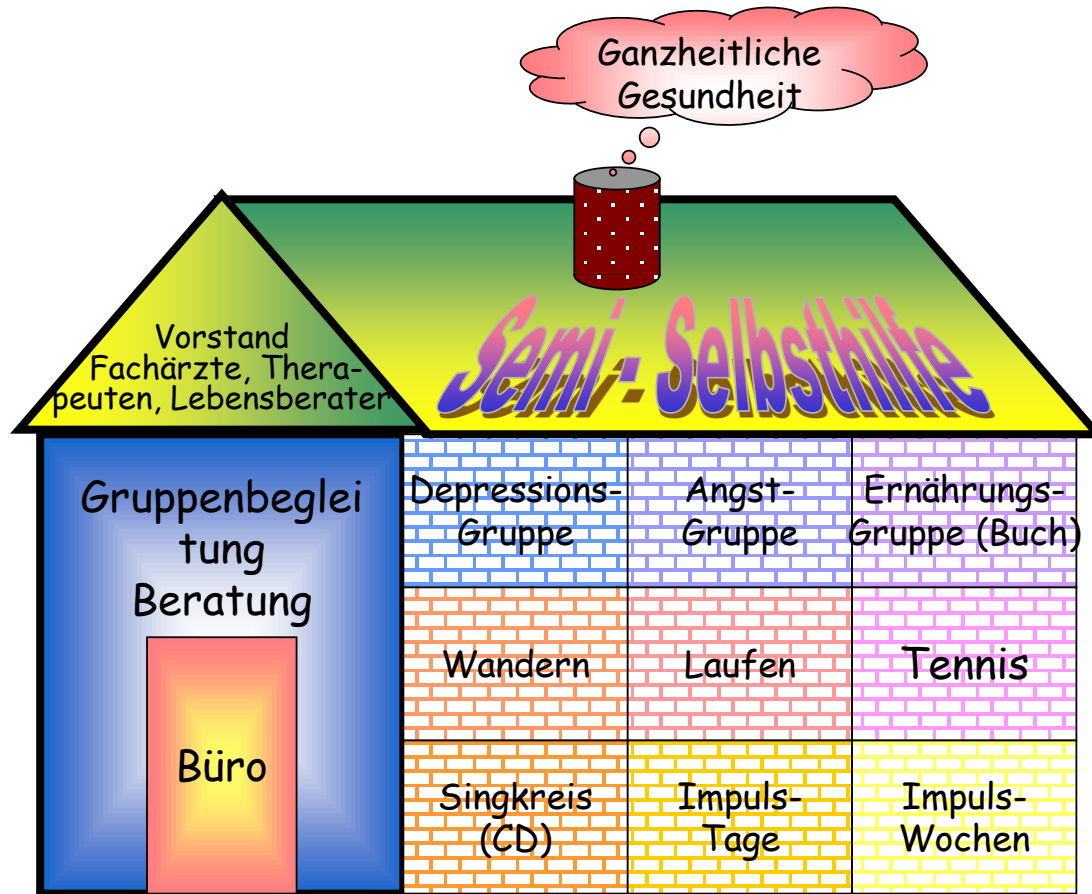 Ganzheitliche
Gesundheit
Vorstand
Fachärzte, Thera-
peuten, Lebensberater
Semi - Selbsthilfe
Gruppenbeglei
tung
Beratung
Büro
Depressions-
Gruppe
Angst-
Gruppe
Ernährungs-
Gruppe (Buch)
Wandern
Laufen
Tennis
Singkreis
(CD)
Impuls-
Tage
Impuls-
Wochen